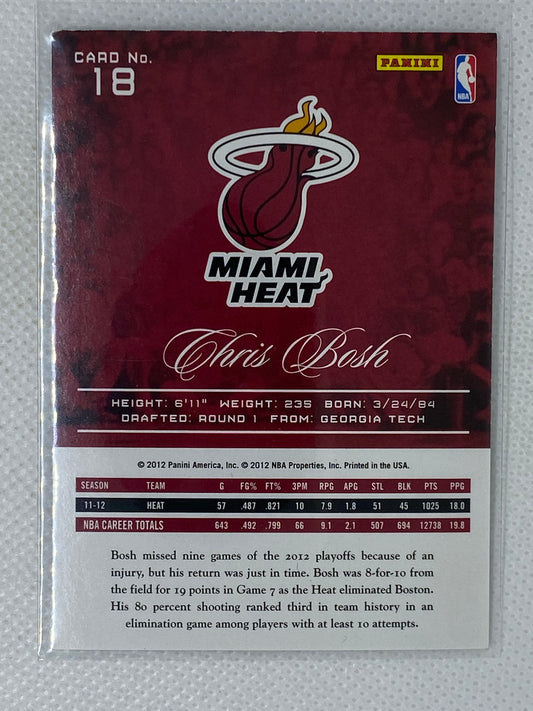 CARD No.
18
PANINI
NBA
MIAMI
HEAT
Chris Bosh
HEIGHT: 6'11" WEIGHT: 235 BORN: 3/24/84
DRAFTED: ROUND 1 FROM: GEORGIA TECH
© 2012 Panini America, Inc. © 2012 NBA Properties, Inc. Printed in the USA.
SEASON TEAM G FG% FT% 3PM RPG APG STL BLK PTS PPG
11-12 HEAT 57 .487 .821 10 7.9 1.8 51 45 1025 18.0
NBA CAREER TOTALS 643 .492 .799 66 9.1 2.1 507 694 12738 19.8
Bosh missed nine games of the 2012 playoffs because of an
injury, but his return was just in time. Bosh was 8-for-10 from
the field for 19 points in Game 7 as the Heat eliminated Boston.
His 80 percent shooting ranked third in team history in an
elimination game among players with at least 10 attempts.